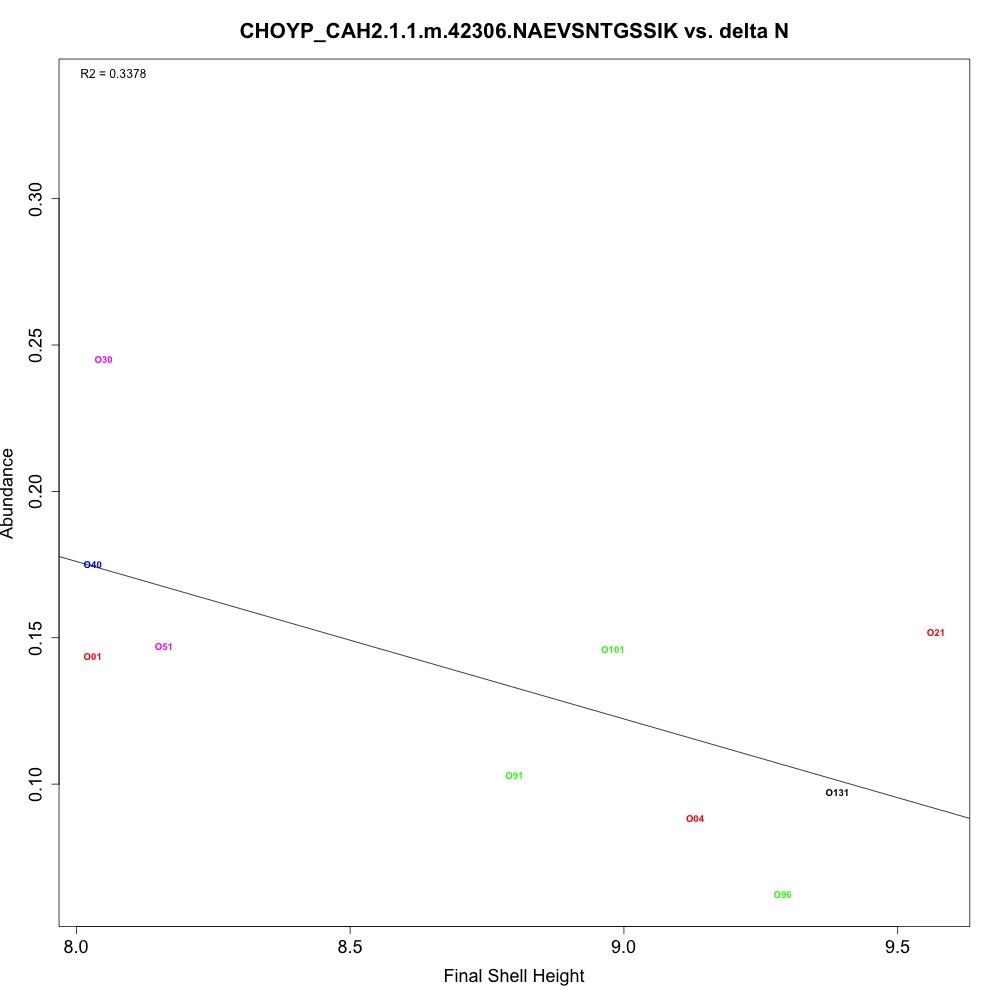 CHOYP_CAH2.1.1.m.42306.NAEVSNTGSSIK vs. delta N
R2 = 0.3378
0.30
0.25
0.20
0.15
0.10
Abundance
O30
O40
O51
O01
O101
O21
O91
O131
O04
O96
8.0 8.5 9.0 9.5
Final Shell Height